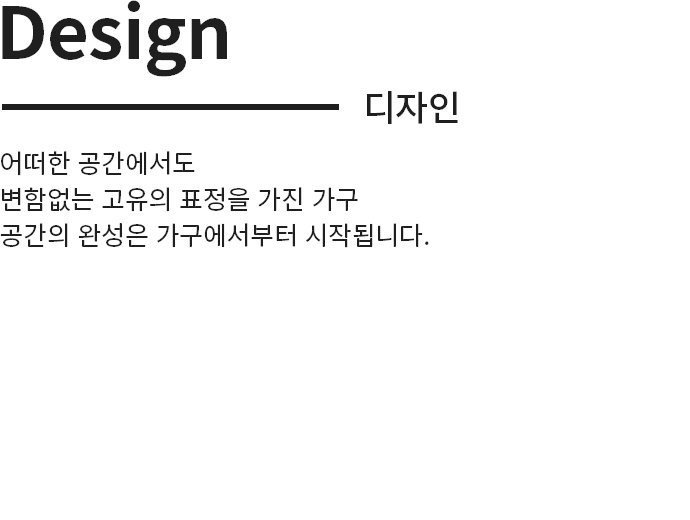 Design
디자인
어떠한 공간에서도
변함없는 고유의 표정을 가진 가구
공간의 완성은 가구에서부터 시작됩니다.